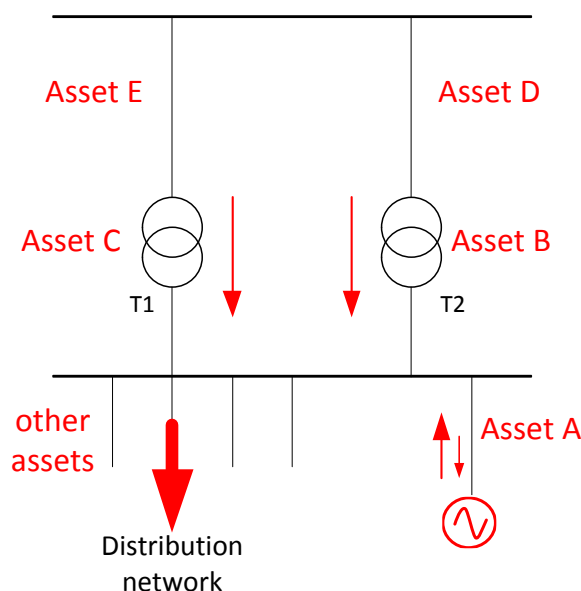 Asset E
Asset D
Asset C
Asset B
T1
T2
other
assets
Asset A
Distribution
network